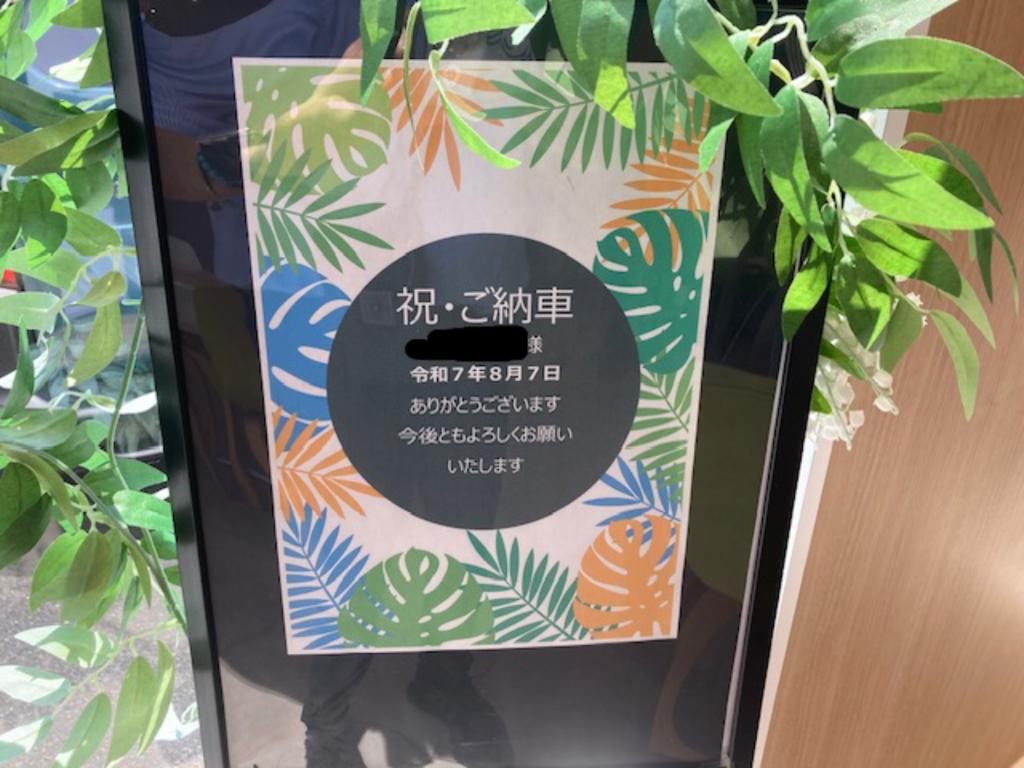 祝・ご納車
様
令和7年8月7日
ありがとうございます
今後ともよろしくお願い
いたします